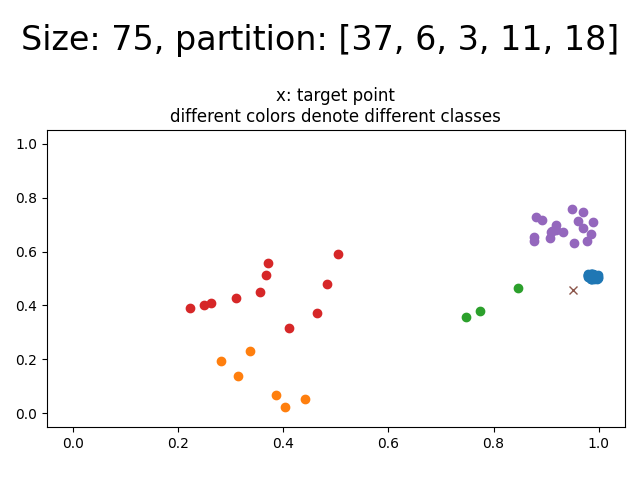 Size: 75, partition: [37, 6, 3, 11, 18]
x: target point
different colors denote different classes
1.0
0.8
0.6
0.4
0.2
0.0
0.0 0.2 0.4 0.6 0.8 1.0